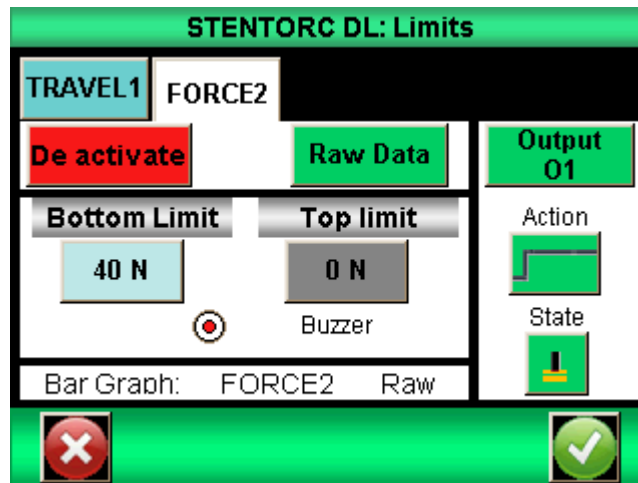 STENTORC DL: Limits
TRAVEL1 FORCE2
De activate Raw Data
Output
O1
Bottom Limit Top limit
Action
40 N 0 N
Buzzer
State
Bar Graph: FORCE2 Raw